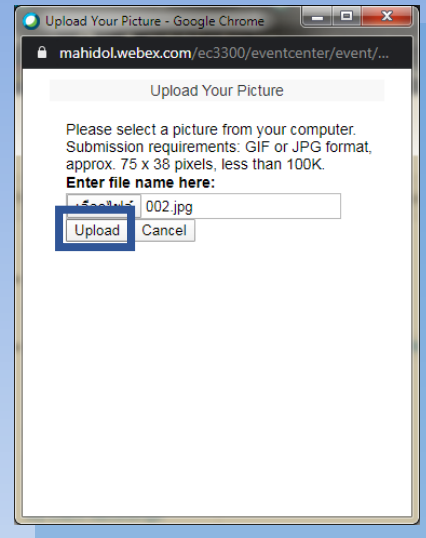 Upload Your Picture - Google Chrome
mahidol.webex.com/ec3300/eventcenter/event/...
Upload Your Picture
Please select a picture from your computer.
Submission requirements: GIF or JPG format,
approx. 75 x 38 pixels, less than 100K.
Enter file name here:
002.jpg
Upload Cancel